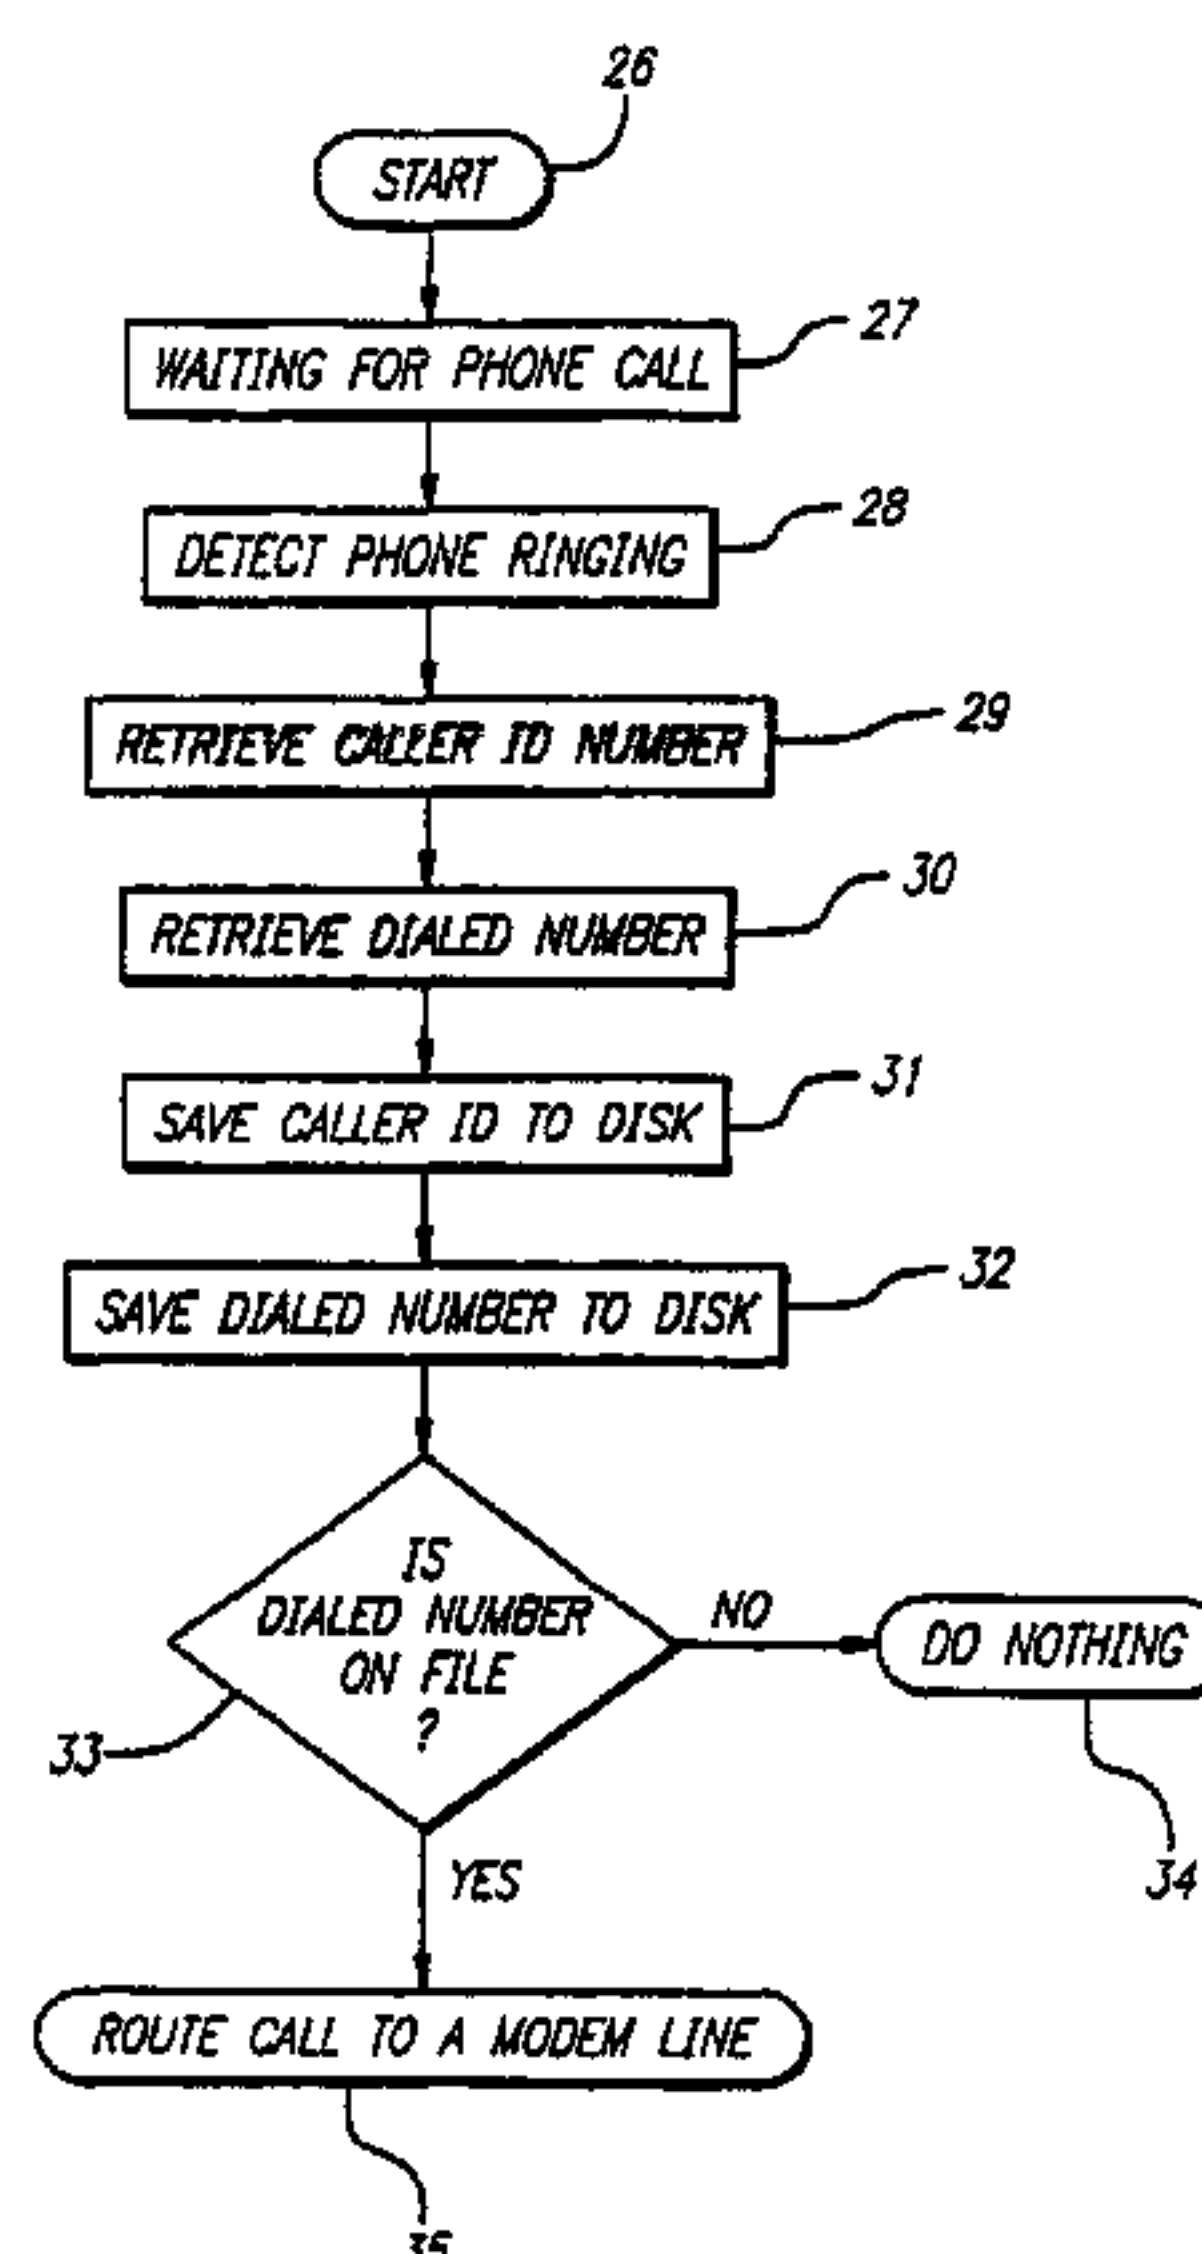 26
START
27
WAITING FOR PHONE CALL
28
DETECT PHONE RINGING
29
RETRIEVE CALLER ID NUMBER
30
RETRIEVE DIALED NUMBER
31
SAVE CALLER ID TO DISK
32
SAVE DIALED NUMBER TO DISK
IS
DIALED NUMBER
ON FILE
?
NO
DO NOTHING
33
34
YES
ROUTE CALL TO A MODEM LINE
35